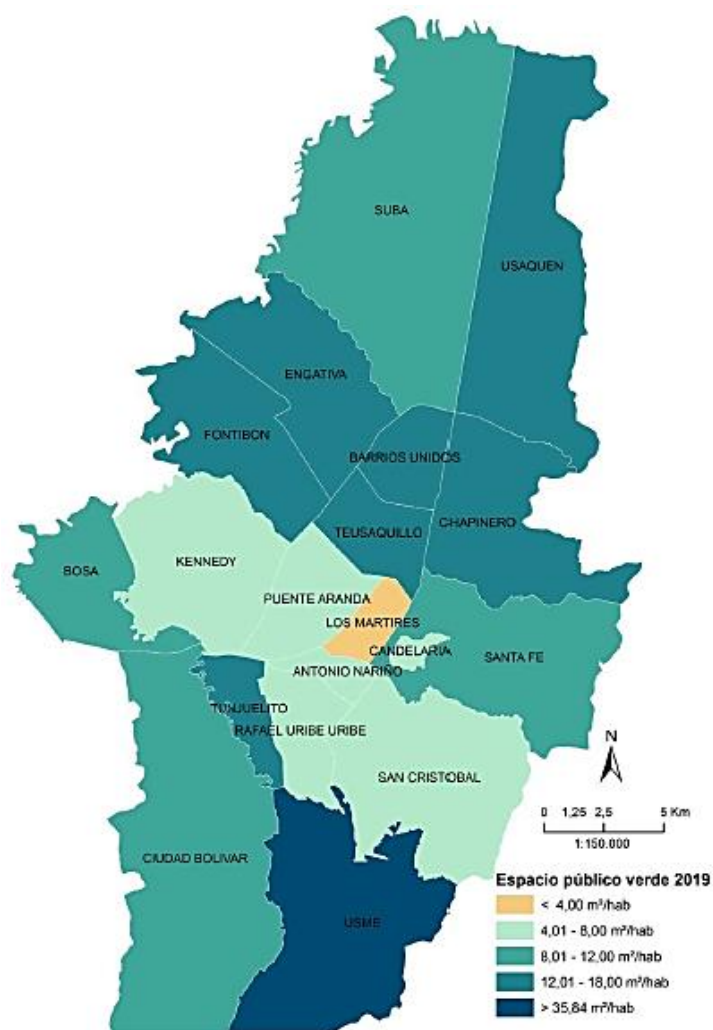 SUBA
USAQUEN
ENGATIVA
FONTIBON
BARRIOS UNIDOS
TEUSAQUILLO
CHAPINERO
BOSA
KENNEDY
PUENTE ARANDA
LOS MARTIRES
CANDELARIA
SANTA FE
ANTONIO NARIÑO
TUNJUELITO
RAFAEL URIBE URIBE
SAN CRISTOBAL
CIUDAD BOLIVAR
USME
N
0 1,25 2,5 5 Km
1:150.000
Espacio público verde 2019
< 4,00 m²/hab
4,01 - 8,00 m²/hab
8,01 - 12,00 m²/hab
12,01 - 18,00 m²/hab
> 35,84 m²/hab